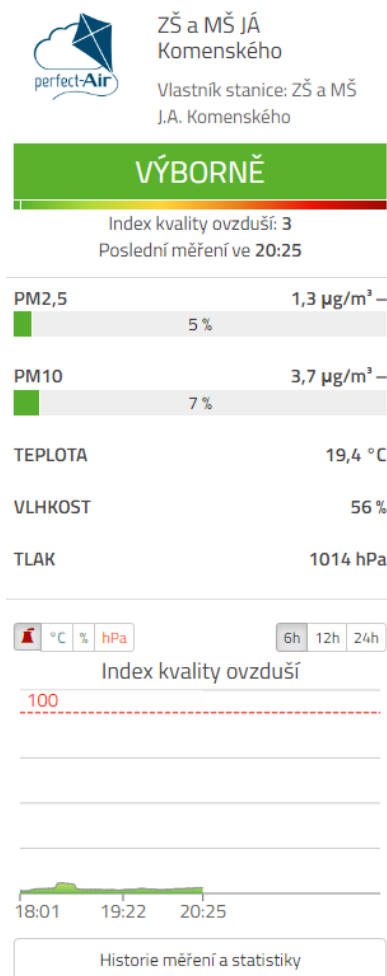 perfect-Air
ZŠ a MŠ JÁ
Komenského
Vlastník stanice: ZŠ a MŠ
J.A. Komenského
VÝBORNĚ
Index kvality ovzduší: 3
Poslední měření ve 20:25
PM2,5 1,3 µg/m³ –
5 %
PM10 3,7 µg/m³ –
7 %
TEPLOTA 19,4 °C
VLHKOST 56 %
TLAK 1014 hPa
°C % hPa 6h 12h 24h
Index kvality ovzduší
100
18:01 19:22 20:25
Historie měření a statistiky